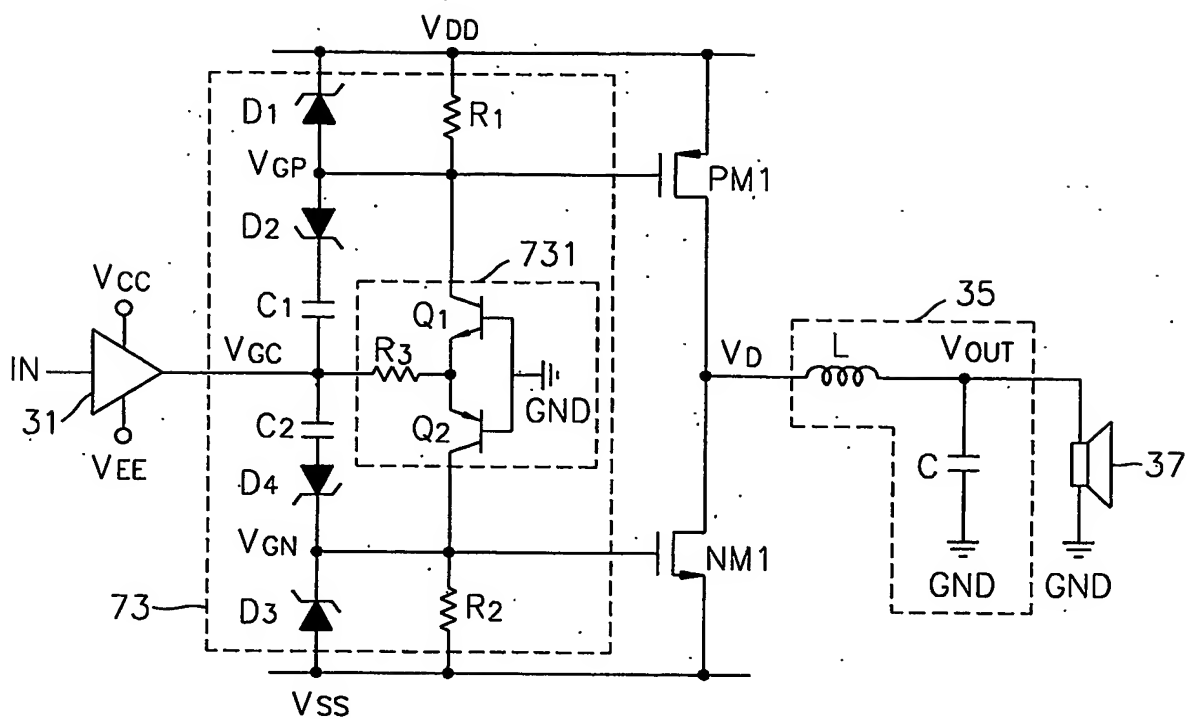 VDD
D1
R1
VGP
PM1
D2
731
VCC
C1
Q1
35
VGC
R3
VD
L
VOUT
IN
GND
31
C2
Q2
C
37
VEE
D4
VGN
NM1
GND
GND
73
D3
R2
VSS